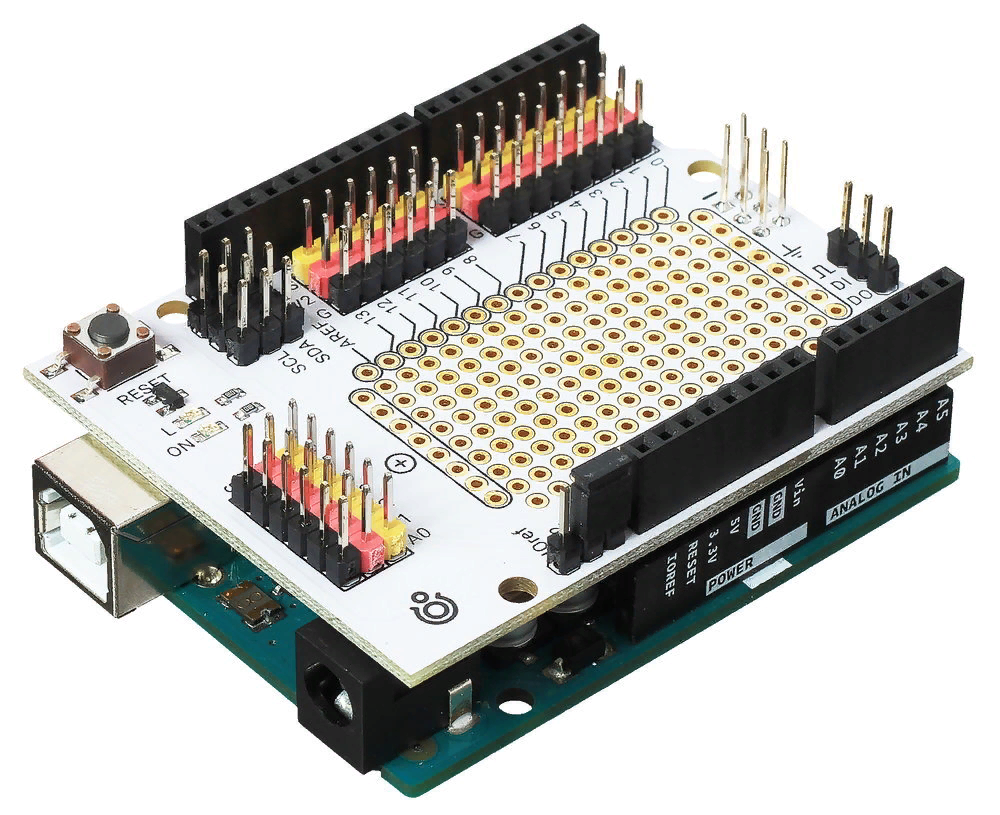 0
1
2
3
4
5
6
7
G
8
9
10
11
12
13
G
AREF
SDA
SCL
RESET
L
ON
A0
IOref
DI
DO
A5
A4
A3
A2
A1
A0
ANALOG IN
Vin
GND
GND
5V
3.3V
RESET
IOREF
POWER